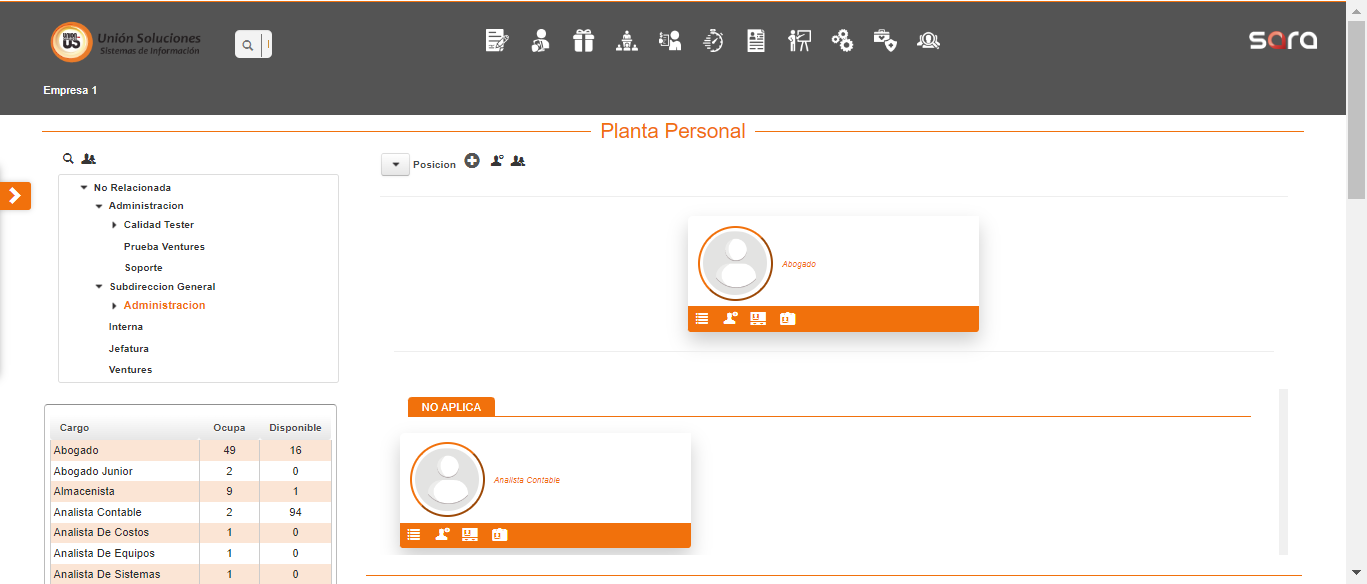 Unión Soluciones
Sistemas de Información
sara
Empresa 1
Planta Personal
Posicion
No Relacionada
Administracion
Calidad Tester
Prueba Ventures
Soporte
Subdireccion General
Administracion
Interna
Jefatura
Ventures
Abogado
NO APLICA
Analista Contable
Cargo Ocupa Disponible
Abogado 49 16
Abogado Junior 2 0
Almacenista 9 1
Analista Contable 2 94
Analista De Costos 1 0
Analista De Equipos 1 0
Analista De Sistemas 1 0